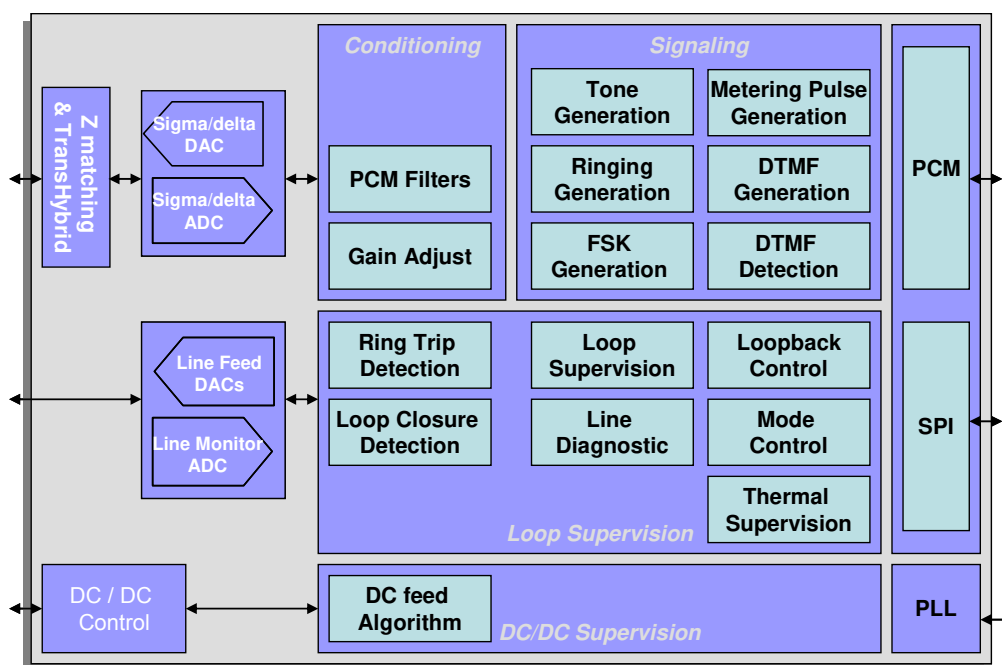 Conditioning
Signaling
Z matching
& TransHybrid
Sigma/delta
DAC
Sigma/delta
ADC
PCM Filters
Gain Adjust
Tone
Generation
Metering Pulse
Generation
Ringing
Generation
DTMF
Generation
FSK
Generation
DTMF
Detection
PCM
Line Feed
DACs
Line Monitor
ADC
Ring Trip
Detection
Loop
Supervision
Loopback
Control
Loop Closure
Detection
Line
Diagnostic
Mode
Control
Thermal
Supervision
Loop Supervision
SPI
DC / DC
Control
DC feed
Algorithm
DC/DC Supervision
PLL